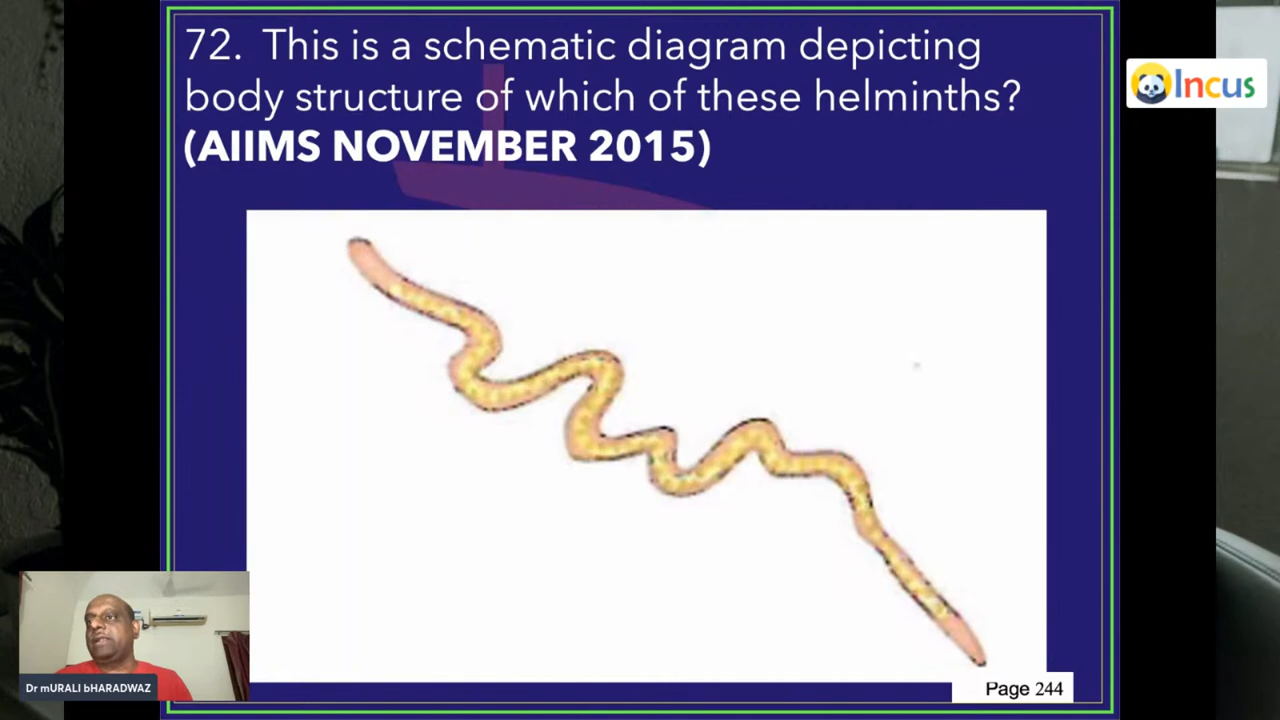 72. This is a schematic diagram depicting
body structure of which of these helminths?
(AIIMS NOVEMBER 2015)
Incus
Dr mURALI bHARADWAZ
Page 244